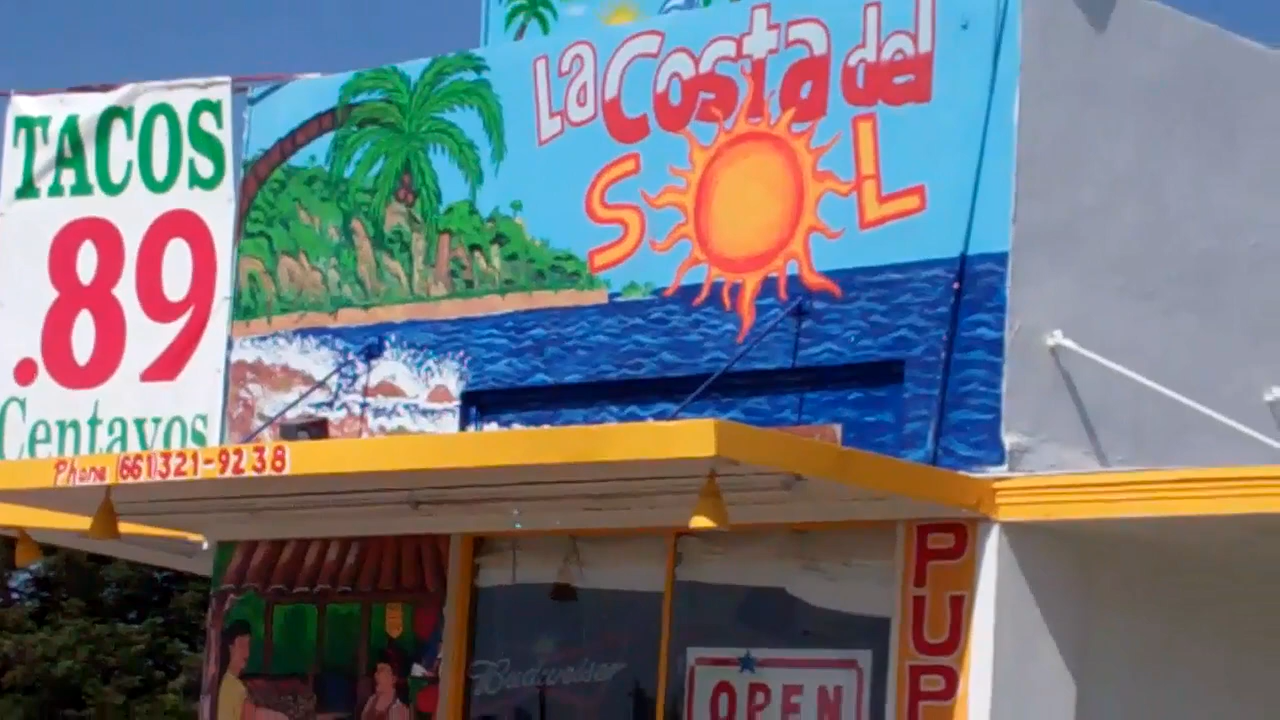 TACOS
.89
Centavos
La Costa del
SOL
Phone (661)321-9238
Budweiser
OPEN
PUP